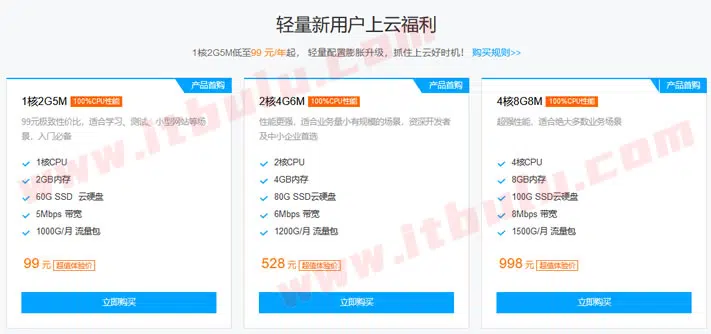 轻量新用户上云福利
1核2G5M低至99 元/年起， 轻量配置膨胀升级，抓住上云好时机！ 购买规则>>
产品首购
1核2G5M 100%CPU性能
99元极致性价比，适合学习、测试、小型网站等场
景，入门必备
1核CPU
2GB内存
60G SSD 云硬盘
5Mbps 带宽
1000G/月 流量包
99 元 超值体验价
立即购买
产品首购
2核4G6M 100%CPU性能
性能更强，适合业务量小有规模的场景，资深开发者
及中小企业首选
2核CPU
4GB内存
80G SSD云硬盘
6Mbps 带宽
1200G/月 流量包
528 元 超值体验价
立即购买
产品首购
4核8G8M 100%CPU性能
超强性能，适合绝大多数业务场景
4核CPU
8GB内存
100G SSD云硬盘
8Mbps 带宽
1500G/月 流量包
998 元 超值体验价
立即购买
www.itbulu.com
www.itbulu.com